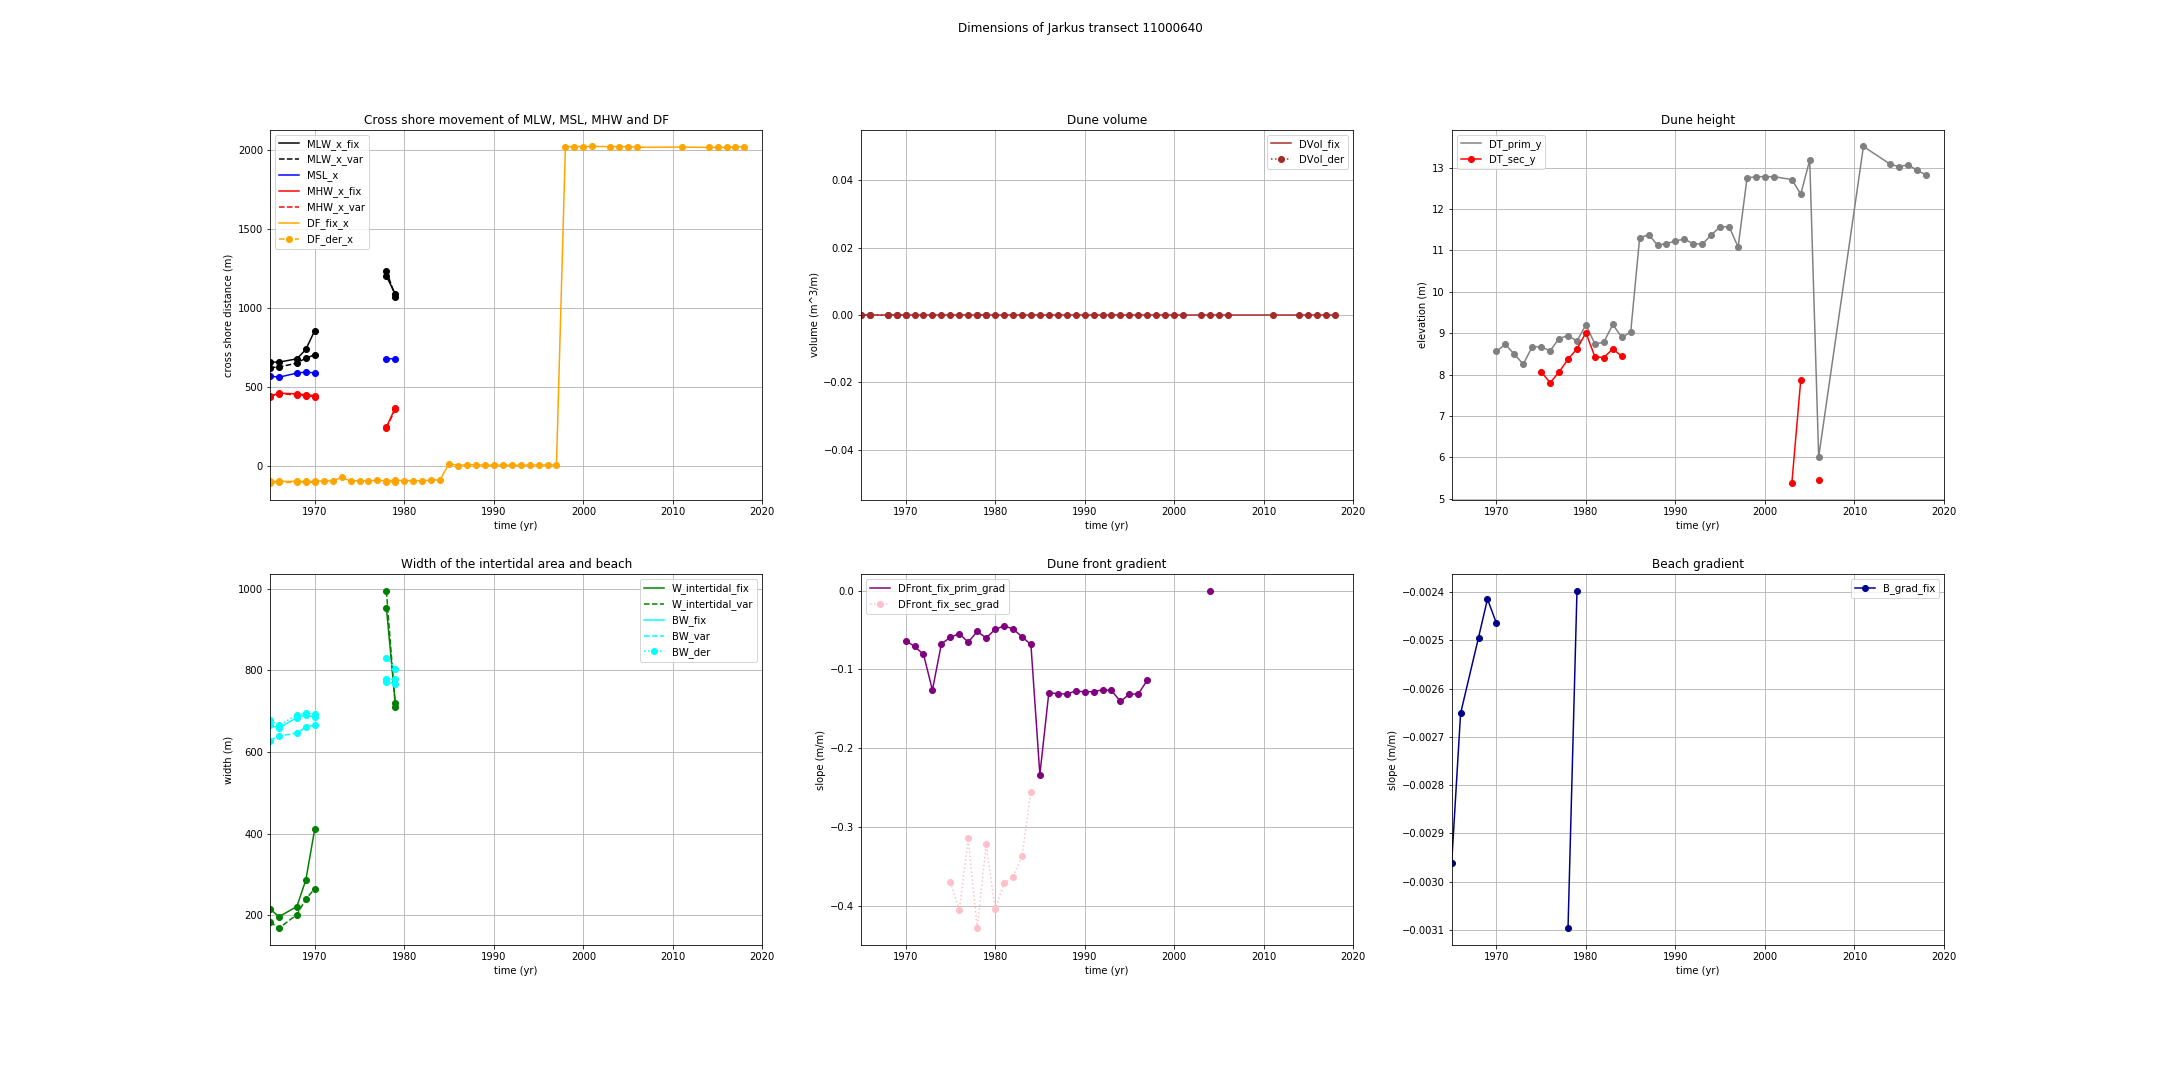 Dimensions of Jarkus transect 11000640
Cross shore movement of MLW, MSL, MHW and DF
MLW_x_fix
MLW_x_var
MSL_x
MHW_x_fix
MHW_x_var
DF_fix_x
DF_der_x
cross shore distance (m)
2000
1500
1000
500
0
1970 1980 1990 2000 2010 2020
time (yr)
Dune volume
DVol_fix
DVol_der
volume (m^3/m)
0.04
0.02
0.00
−0.02
−0.04
1970 1980 1990 2000 2010 2020
time (yr)
Dune height
DT_prim_y
DT_sec_y
elevation (m)
13
12
11
10
9
8
7
6
5
1970 1980 1990 2000 2010 2020
time (yr)
Width of the intertidal area and beach
W_intertidal_fix
W_intertidal_var
BW_fix
BW_var
BW_der
width (m)
1000
800
600
400
200
1970 1980 1990 2000 2010 2020
time (yr)
Dune front gradient
DFront_fix_prim_grad
DFront_fix_sec_grad
slope (m/m)
0.0
−0.1
−0.2
−0.3
−0.4
1970 1980 1990 2000 2010 2020
time (yr)
Beach gradient
B_grad_fix
slope (m/m)
−0.0024
−0.0025
−0.0026
−0.0027
−0.0028
−0.0029
−0.0030
−0.0031
1970 1980 1990 2000 2010 2020
time (yr)